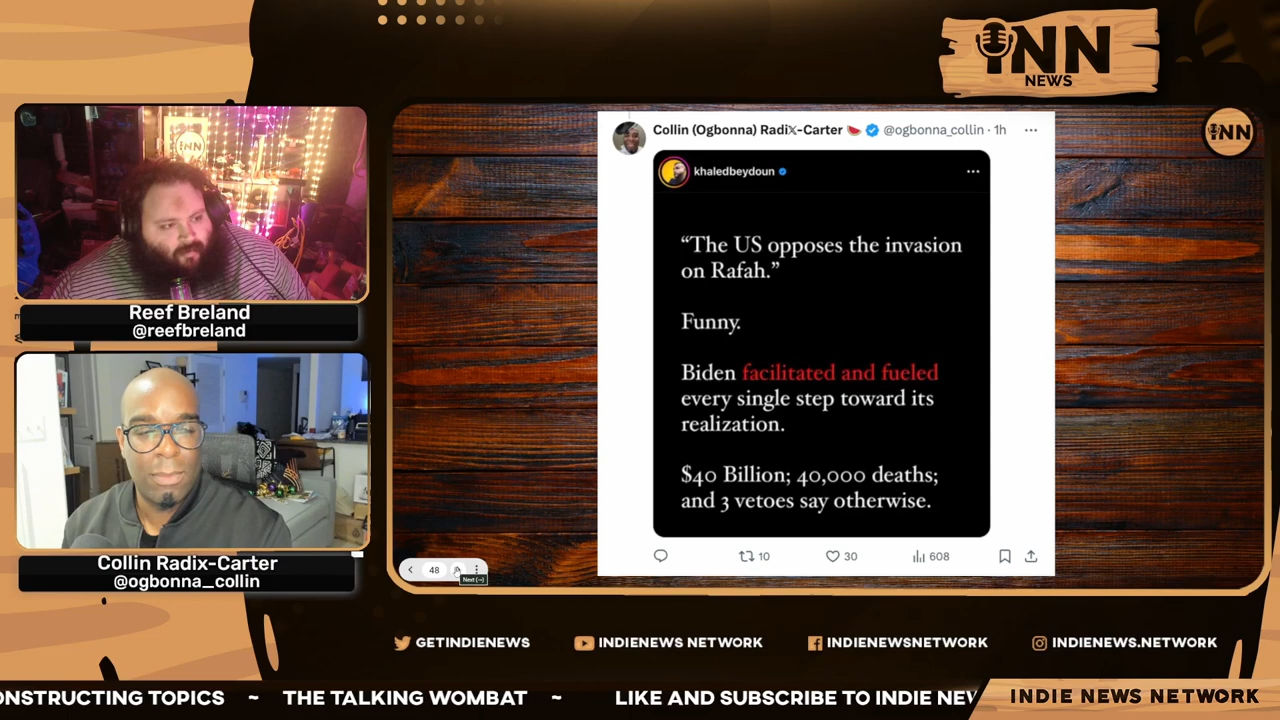 INN
NEWS
INN
INN
Reef Breland
@reefbreland
Collin Radix-Carter
@ogbonna_collin
Collin (Ogbonna) Radi𝕏-Carter 🍉 @ogbonna_collin · 1h
khaledbeydoun
“The US opposes the invasion
on Rafah.”
Funny.
Biden facilitated and fueled
every single step toward its
realization.
$40 Billion; 40,000 deaths;
and 3 vetoes say otherwise.
10 30 608
48
Next (→)
GETINDIENEWS INDIENEWS NETWORK INDIENEWSNETWORK INDIENEWS.NETWORK
ONSTRUCTING TOPICS ~ THE TALKING WOMBAT ~ LIKE AND SUBSCRIBE TO INDIE NEW
INDIE NEWS NETWORK